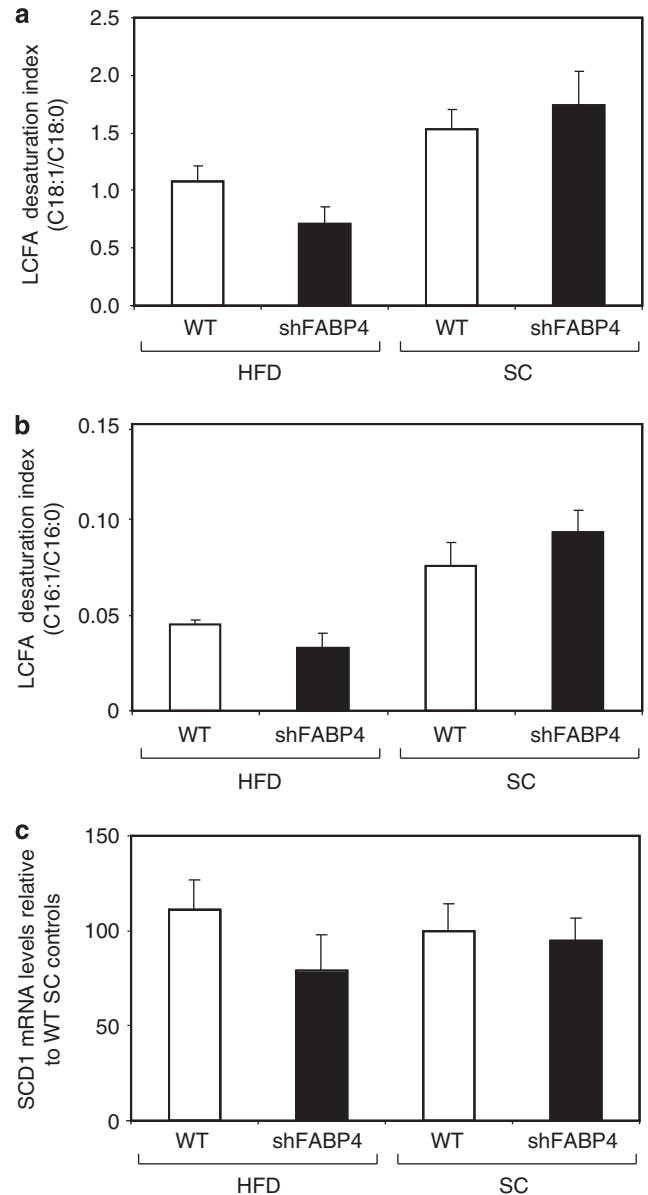 a
LCFA desaturation index
(C18:1/C18:0)
2.5
2.0
1.5
1.0
0.5
0.0
WT shFABP4 WT shFABP4
HFD SC
b
LCFA desaturation index
(C16:1/C16:0)
0.15
0.10
0.05
0
WT shFABP4 WT shFABP4
HFD SC
c
SCD1 mRNA levels relative
to WT SC controls
150
100
50
0
WT shFABP4 WT shFABP4
HFD SC